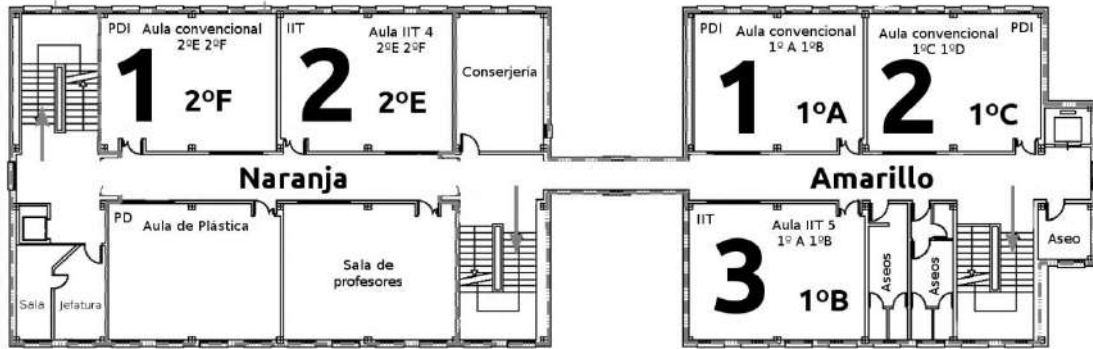 PDI Aula convencional
2ºE 2ºF
1 2ºF
IIT Aula IIT 4
2ºE 2ºF
2 2ºE
Conserjería
PDI Aula convencional
1º A 1ºB
1 1ºA
Aula convencional PDI
1ºC 1ºD
2 1ºC
Naranja
Amarillo
PD Aula de Plástica
Sala de
profesores
Sala
Jefatura
IIT Aula IIT 5
1º A 1ºB
3 1ºB
Aseos
Aseos
Aseo